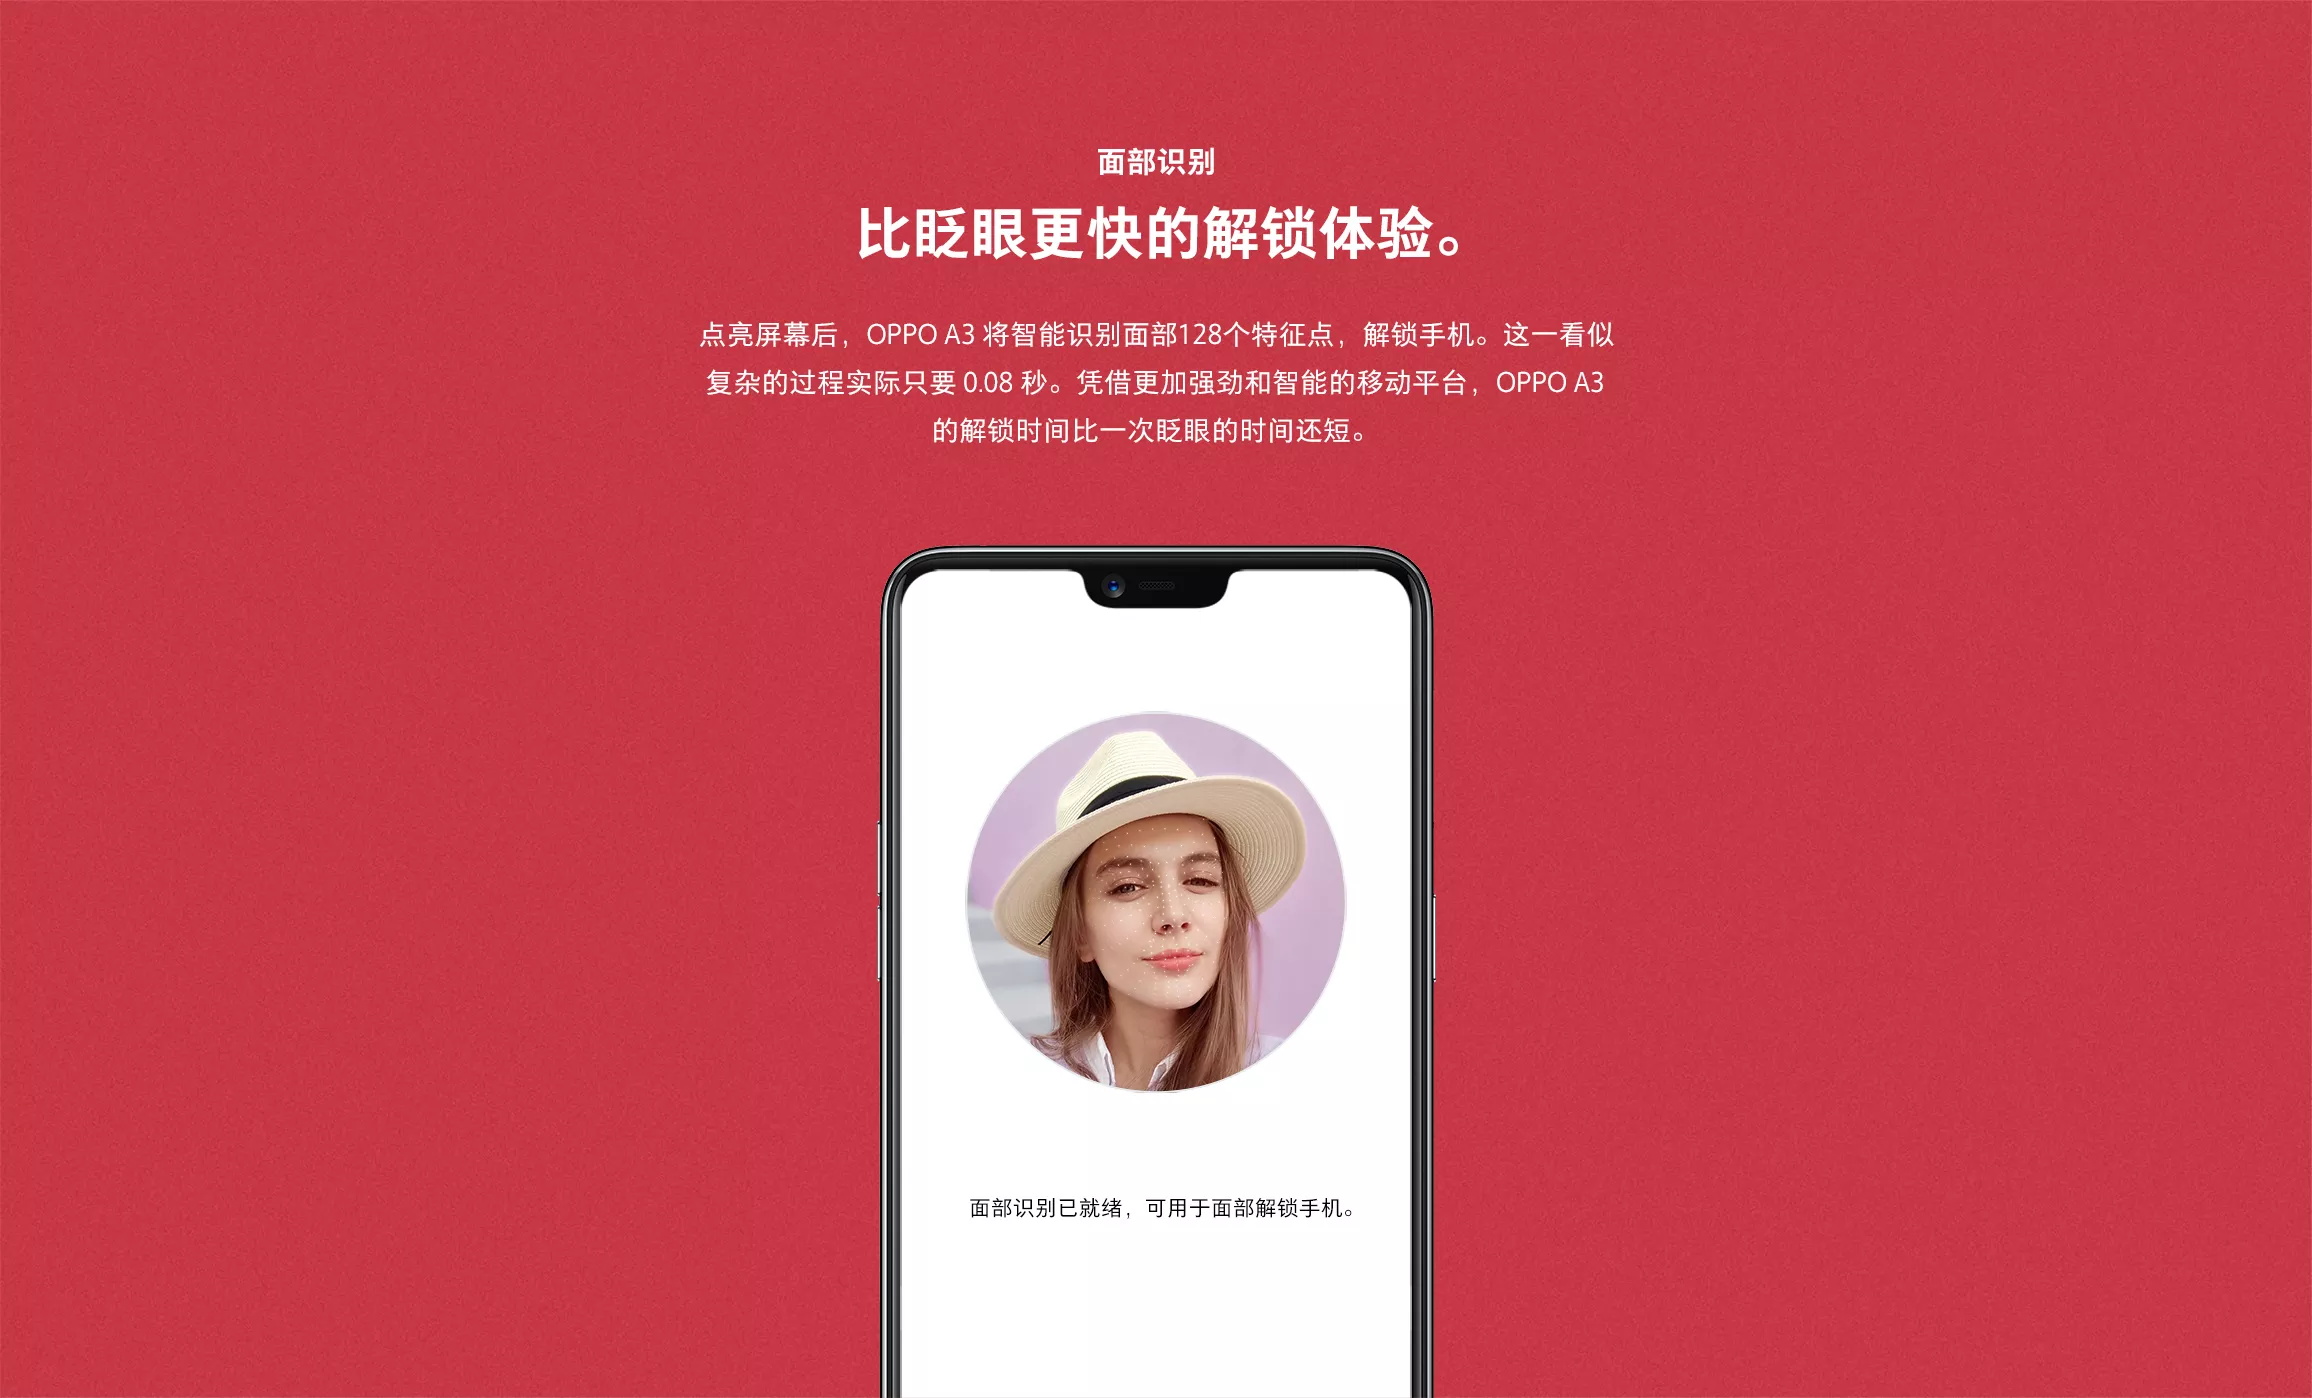 面部识别
比眨眼更快的解锁体验。
点亮屏幕后，OPPO A3 将智能识别面部128个特征点，解锁手机。这一看似
复杂的过程实际只要 0.08 秒。凭借更加强劲和智能的移动平台，OPPO A3
的解锁时间比一次眨眼的时间还短。
面部识别已就绪，可用于面部解锁手机。